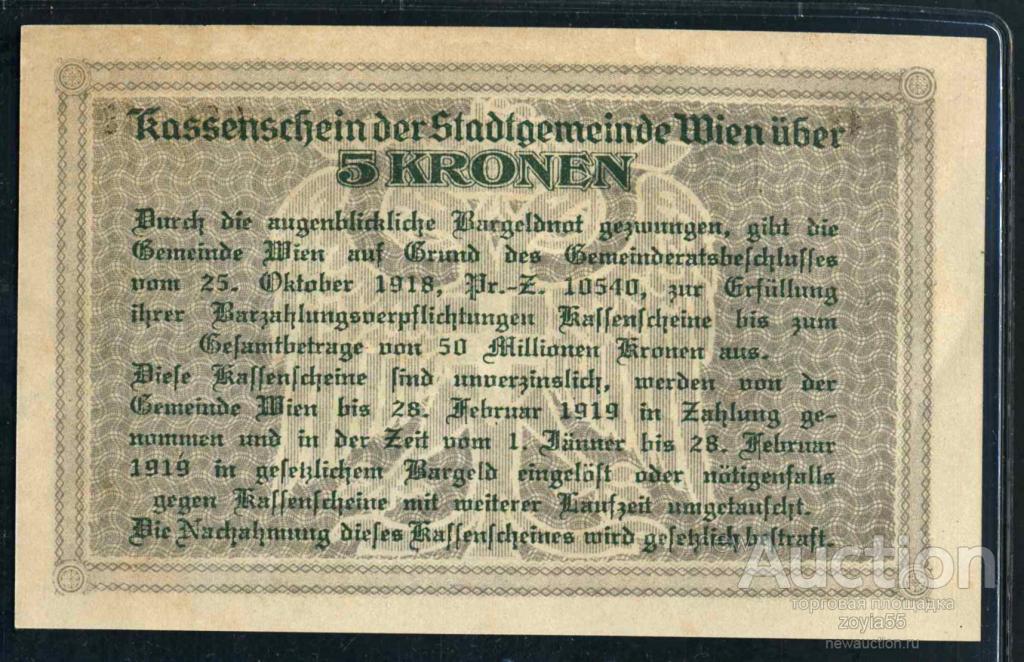 Kassenschein der Stadtgemeinde Wien über
5 KRONEN
Durch die augenblickliche Bargeldnot gezwungen, gibt die
Gemeinde Wien auf Grund des Gemeinderatsbeschlusses
vom 25. Oktober 1918, Pr.-Z. 10540, zur Erfüllung
ihrer Barzahlungsverpflichtungen Kassenscheine bis zum
Gesamtbetrage von 50 Millionen Kronen aus.
Diese Kassenscheine sind unverzinslich, werden von der
Gemeinde Wien bis 28. Februar 1919 in Zahlung ge-
nommen und in der Zeit vom 1. Jänner bis 28. Februar
1919 in gesetzlichem Bargeld eingelöst oder nötigenfalls
gegen Kassenscheine mit weiterer Laufzeit umgetauscht.
Die Nachahmung dieses Kassenscheines wird gesetzlich bestraft.
Auction
торговая площадка
zoyia55
newauction.ru